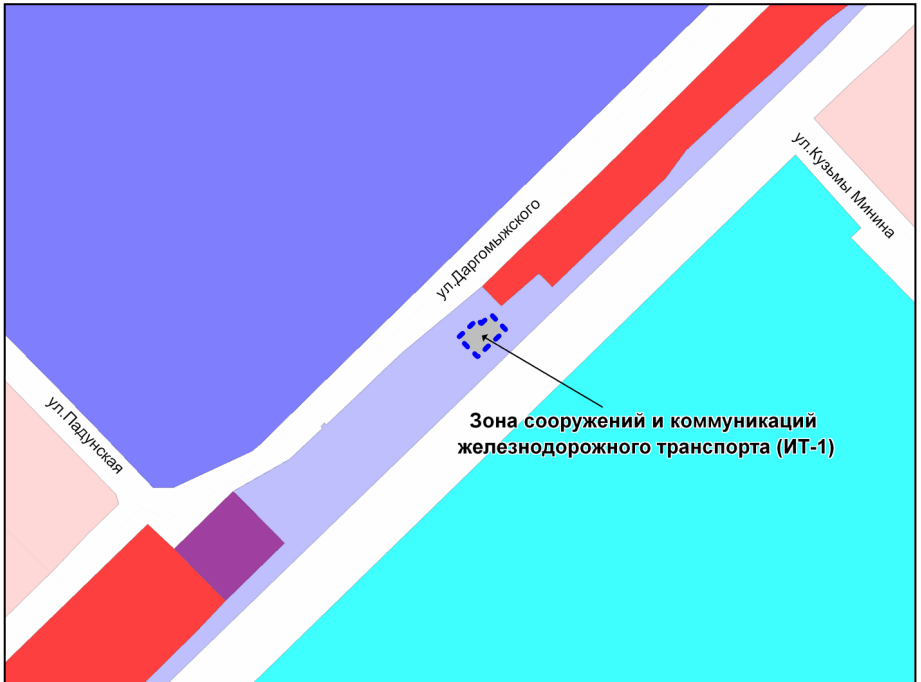 ул.Кузьмы Минина
ул.Даргомыжского
ул.Падунская
Зона сооружений и коммуникаций
железнодорожного транспорта (ИТ-1)